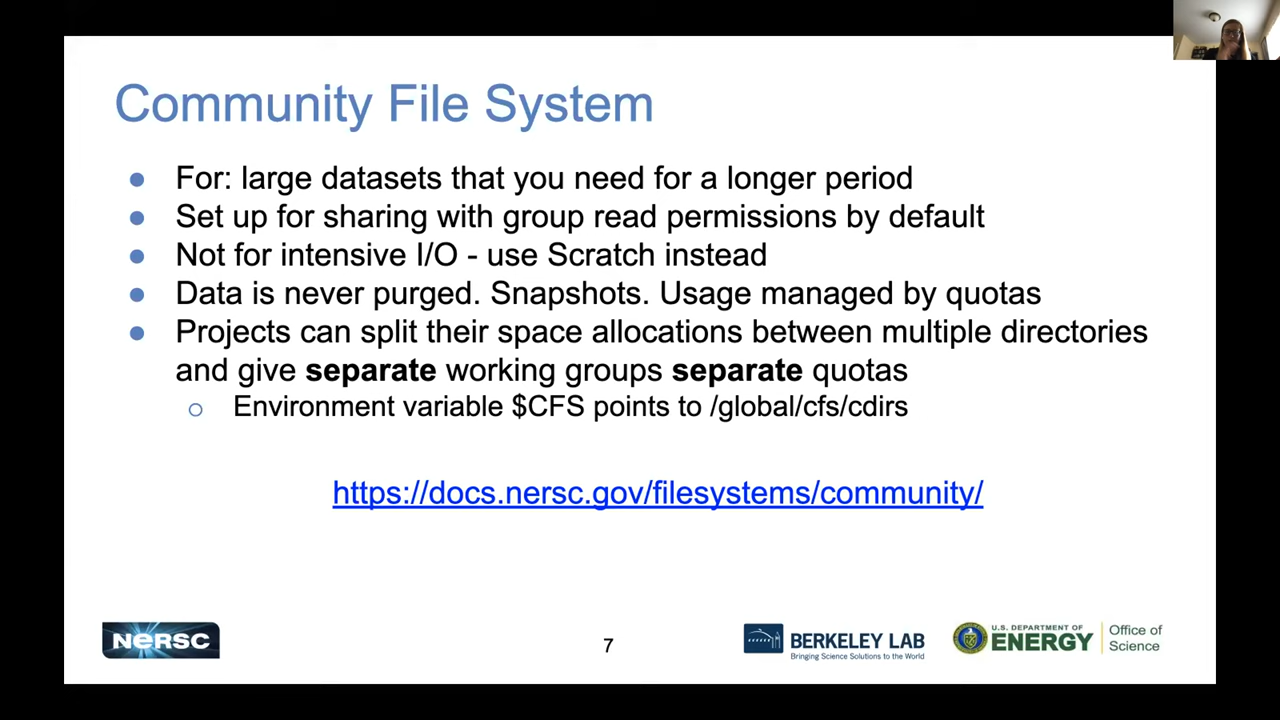 Community File System
● For: large datasets that you need for a longer period
● Set up for sharing with group read permissions by default
● Not for intensive I/O - use Scratch instead
● Data is never purged. Snapshots. Usage managed by quotas
● Projects can split their space allocations between multiple directories
and give separate working groups separate quotas
○ Environment variable $CFS points to /global/cfs/cdirs
https://docs.nersc.gov/filesystems/community/
NERSC
7
BERKELEY LAB
Bringing Science Solutions to the World
U.S. DEPARTMENT OF
ENERGY
Office of
Science